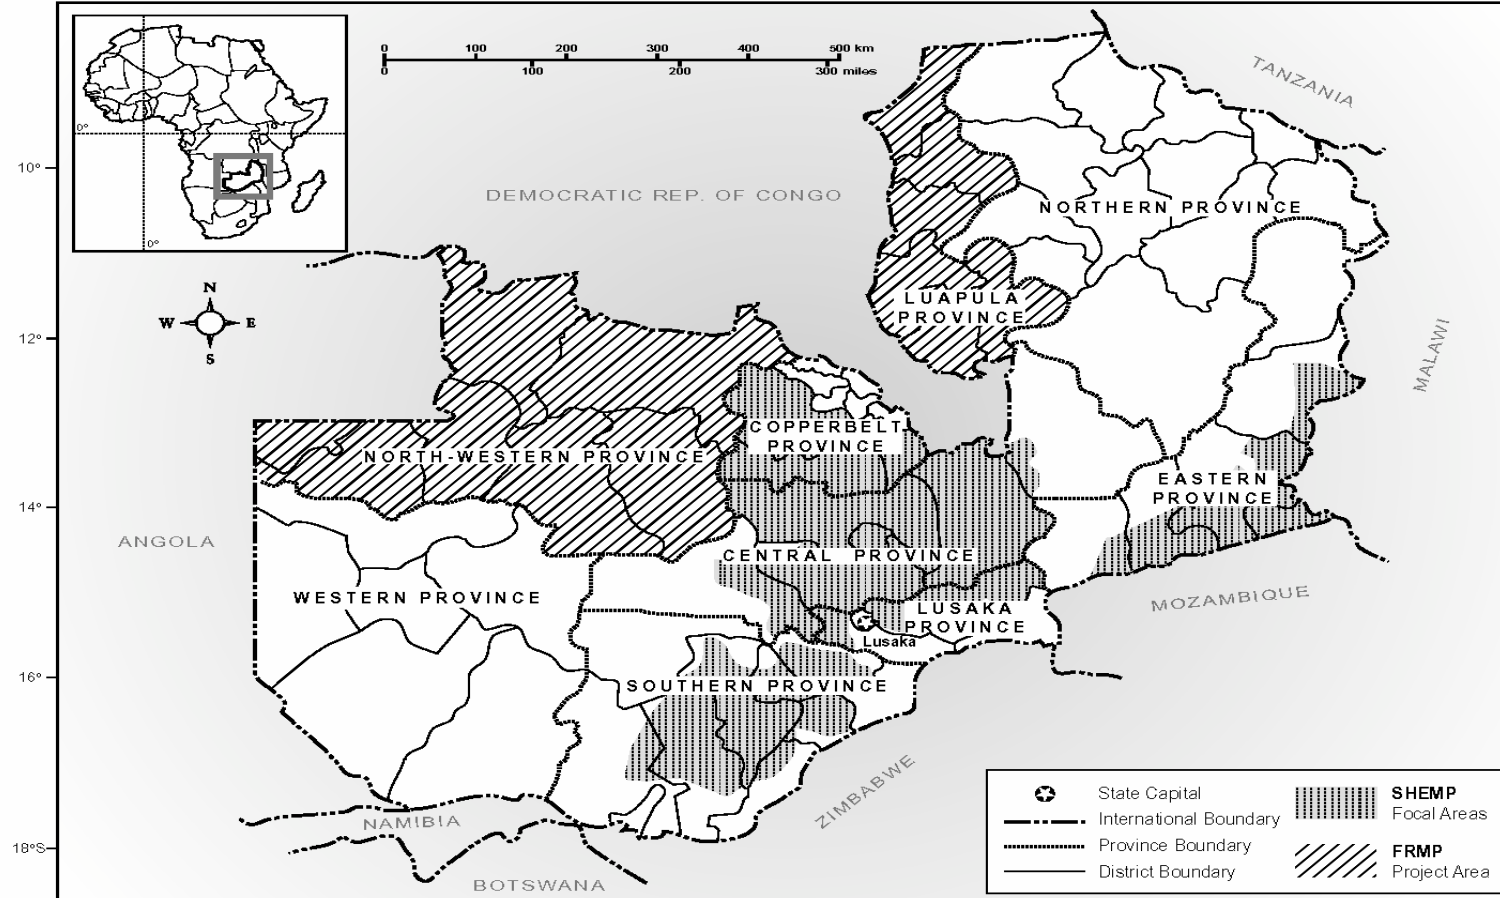 0 100 200 300 400 500 km
0 100 200 300 miles
0°
0°
TANZANIA
10°
DEMOCRATIC REP. OF CONGO
NORTHERN PROVINCE
N
W E
S
LUAPULA
PROVINCE
12°
MALAWI
COPPERBELT
PROVINCE
NORTH-WESTERN PROVINCE
EASTERN
PROVINCE
14°
ANGOLA
CENTRAL PROVINCE
WESTERN PROVINCE
MOZAMBIQUE
LUSAKA
PROVINCE
Lusaka
16°
SOUTHERN PROVINCE
ZIMBABWE
NAMIBIA
18°S
BOTSWANA
State Capital
International Boundary
Province Boundary
District Boundary
SHEMP
Focal Areas
FRMP
Project Area